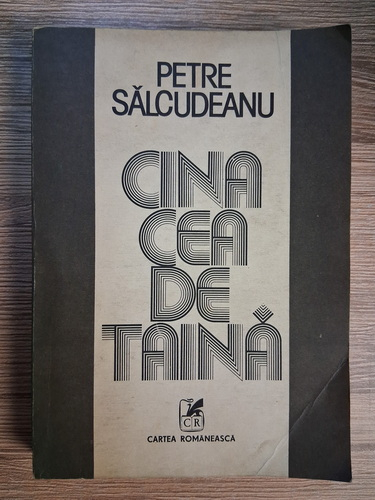 PETRE
SĂLCUDEANU
CINA
CEA
DE
TAINĂ
CR
CARTEA ROMÂNEASCĂ